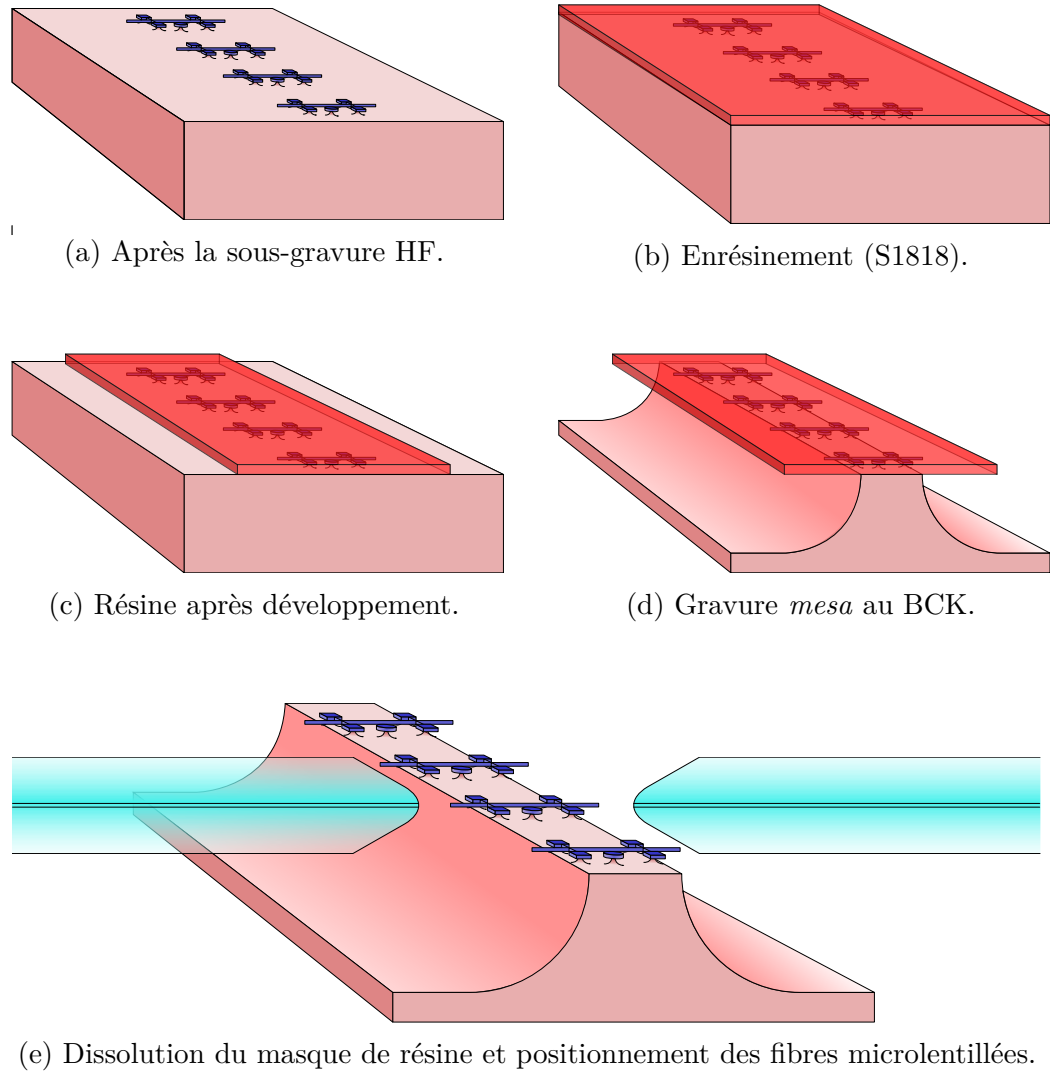 (a) Après la sous-gravure HF.
(b) Enrésinement (S1818).
(c) Résine après développement.
(d) Gravure mesa au BCK.
(e) Dissolution du masque de résine et positionnement des fibres microlentillées.